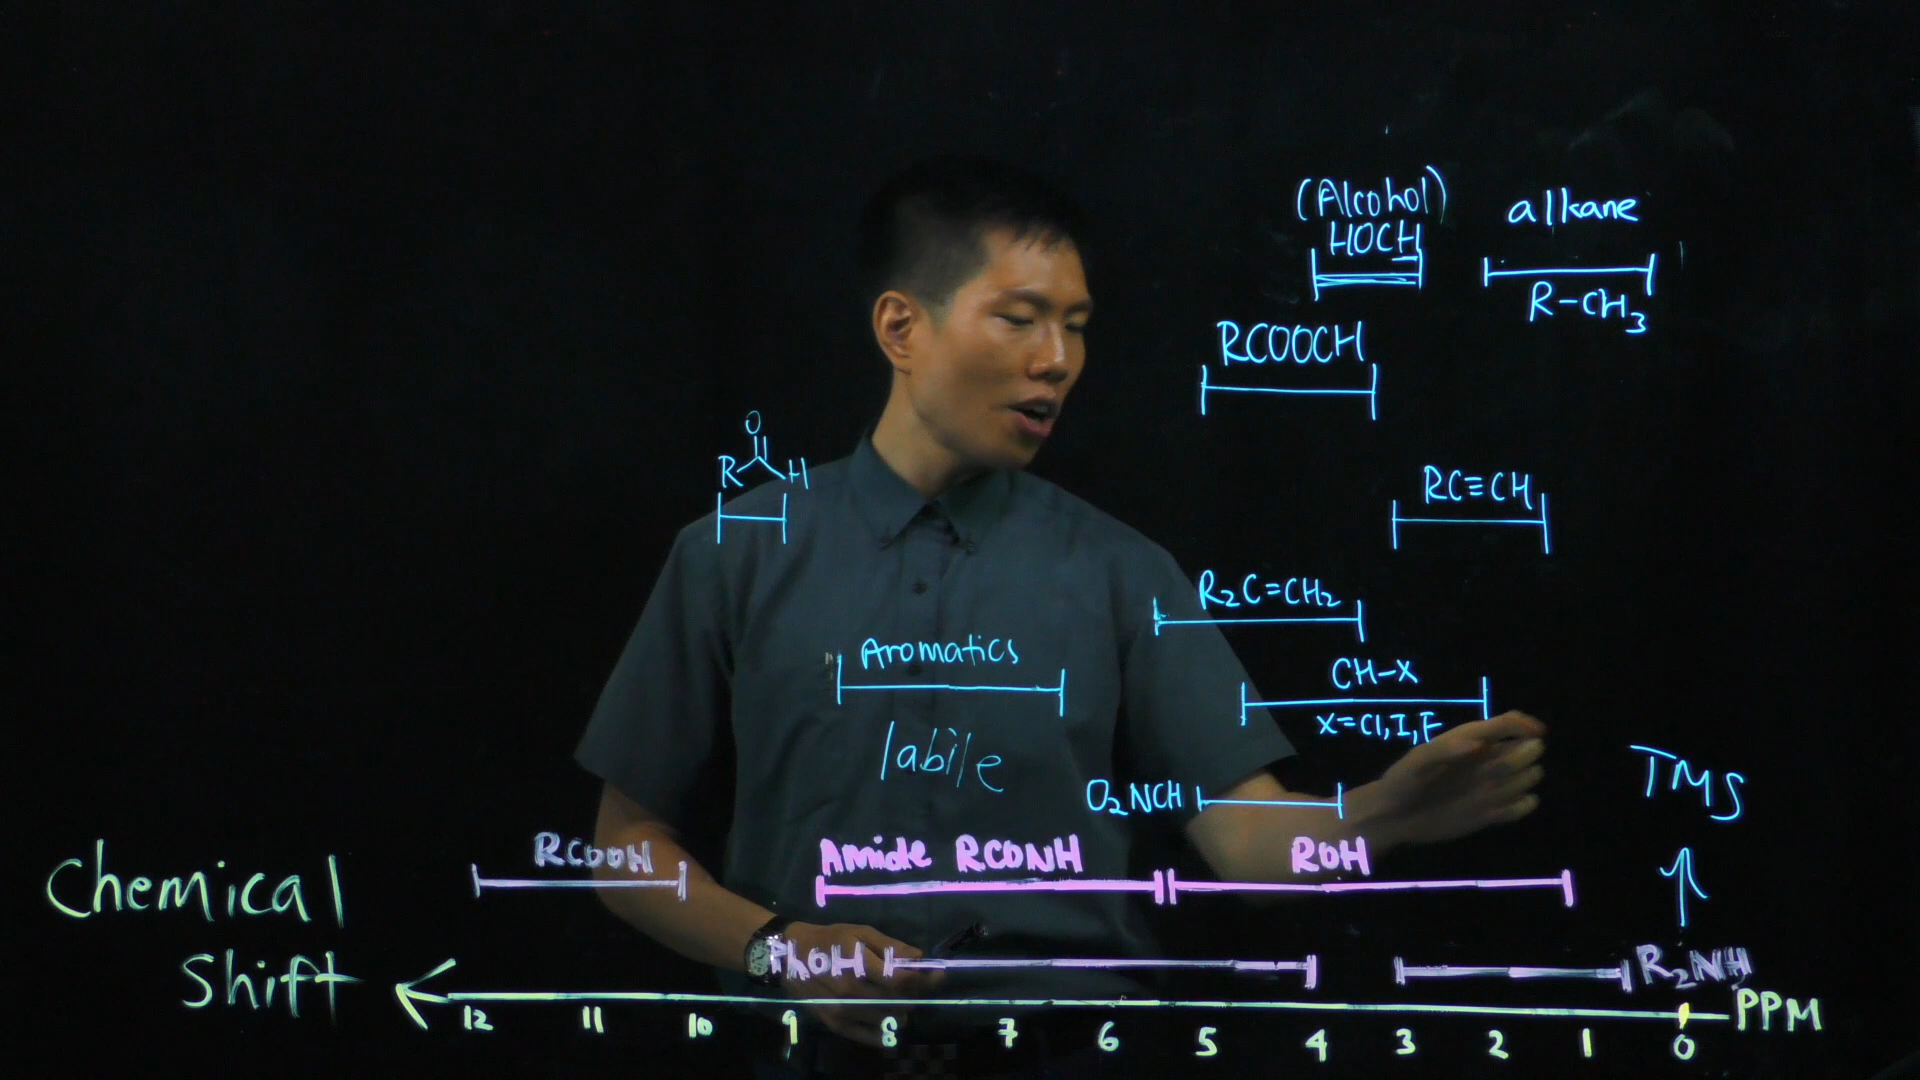 (Alcohol)
HOCH
alkane
R-CH3
RCOOCH
O
R H
RC≡CH
R2C=CH2
Aromatics
CH-X
X=Cl,I,F
labile
O2NCH
TMS
RCOOH
Amide RCONH
ROH
Chemical
Shift
PhOH
R2NH
PPM
12 11 10 9 8 7 6 5 4 3 2 1 0